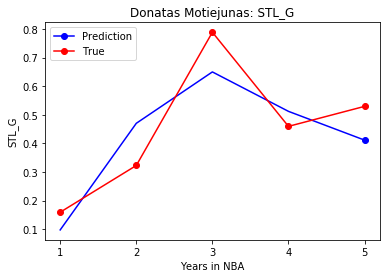 Donatas Motiejunas: STL_G
Prediction
True
0.8
0.7
0.6
0.5
0.4
0.3
0.2
0.1
STL_G
1 2 3 4 5
Years in NBA